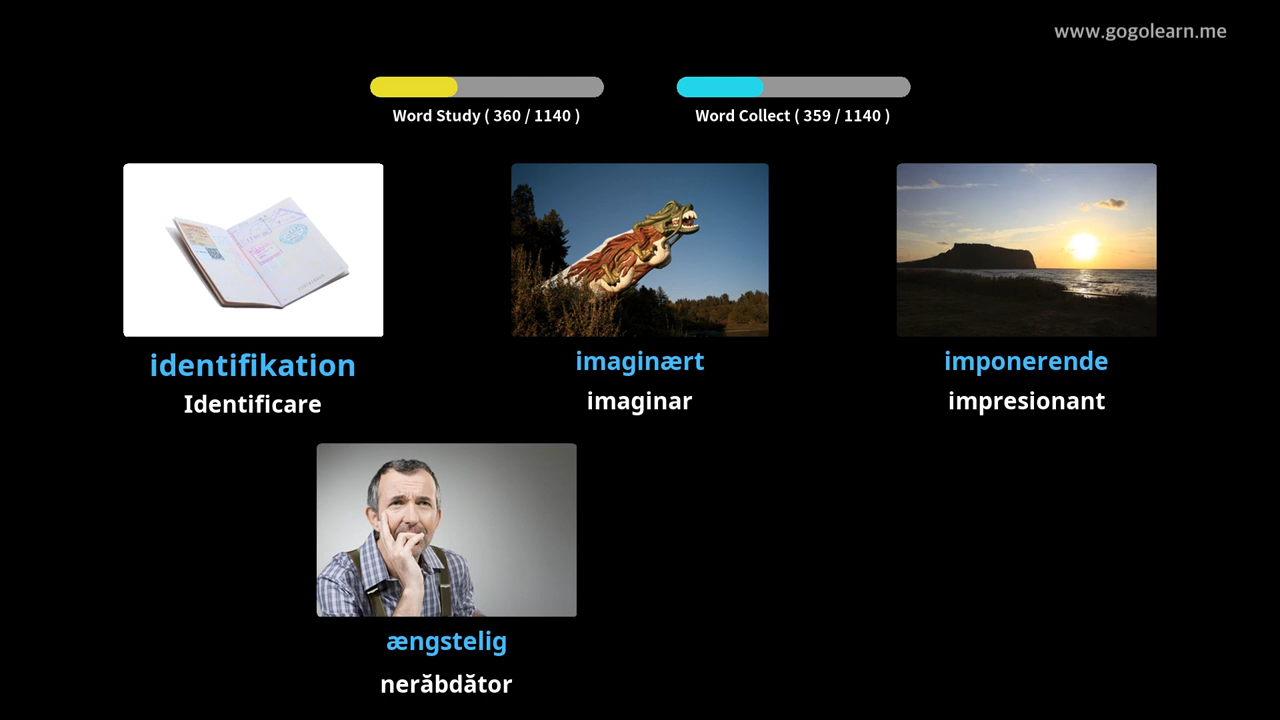 www.gogolearn.me
Word Study ( 360 / 1140 )
Word Collect ( 359 / 1140 )
identifikation
Identificare
imaginært
imaginar
imponerende
impresionant
ængstelig
nerăbdător